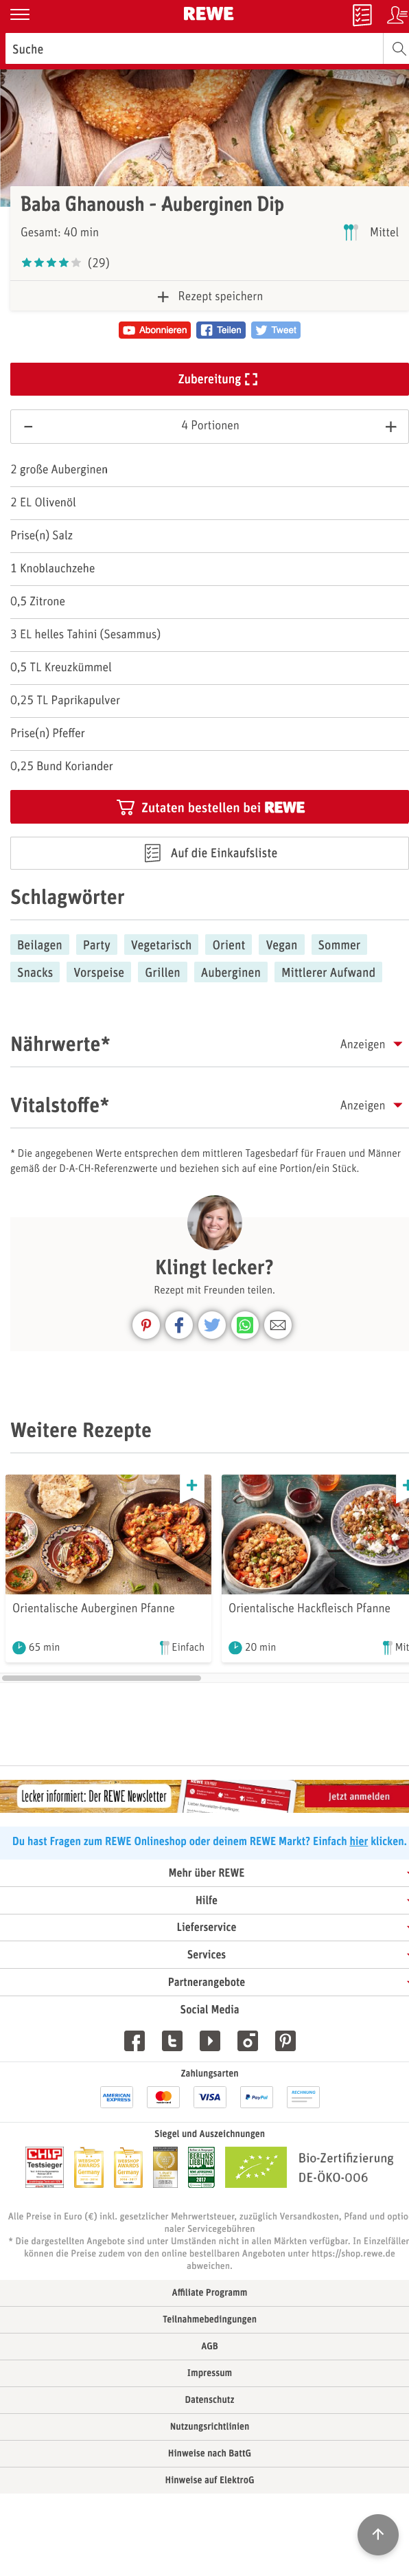 REWE
Suche
Baba Ghanoush - Auberginen Dip
Gesamt: 40 min
Mittel
(29)
+ Rezept speichern
Abonnieren
Teilen
Tweet
Zubereitung
- 4 Portionen +
2 große Auberginen
2 EL Olivenöl
Prise(n) Salz
1 Knoblauchzehe
0,5 Zitrone
3 EL helles Tahini (Sesammus)
0,5 TL Kreuzkümmel
0,25 TL Paprikapulver
Prise(n) Pfeffer
0,25 Bund Koriander
Zutaten bestellen bei REWE
Auf die Einkaufsliste
Schlagwörter
Beilagen Party Vegetarisch Orient Vegan Sommer
Snacks Vorspeise Grillen Auberginen Mittlerer Aufwand
Nährwerte*
Anzeigen
Vitalstoffe*
Anzeigen
* Die angegebenen Werte entsprechen dem mittleren Tagesbedarf für Frauen und Männer
gemäß der D-A-CH-Referenzwerte und beziehen sich auf eine Portion/ein Stück.
Klingt lecker?
Rezept mit Freunden teilen.
Weitere Rezepte
Orientalische Auberginen Pfanne
65 min
Einfach
Orientalische Hackfleisch Pfanne
20 min
Mit
Lecker informiert: Der REWE Newsletter
Jetzt anmelden
Du hast Fragen zum REWE Onlineshop oder deinem REWE Markt? Einfach hier klicken.
Mehr über REWE
Hilfe
Lieferservice
Services
Partnerangebote
Social Media
Zahlungsarten
AMERICAN EXPRESS
mastercard
VISA
PayPal
RECHNUNG
Siegel und Auszeichnungen
CHIP
Testsieger
Germany
Germany
2017
Bio-Zertifizierung
DE-ÖKO-006
Alle Preise in Euro (€) inkl. gesetzlicher Mehrwertsteuer, zuzüglich Versandkosten, Pfand und optio
naler Servicegebühren
* Die dargestellten Angebote sind unter Umständen nicht in allen Märkten verfügbar. In Einzelfäller
können die Preise zudem von den online bestellbaren Angeboten unter https://shop.rewe.de
abweichen.
Affiliate Programm
Teilnahmebedingungen
AGB
Impressum
Datenschutz
Nutzungsrichtlinien
Hinweise nach BattG
Hinweise auf ElektroG